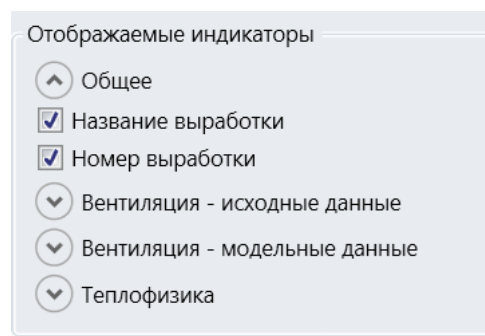 Отображаемые индикаторы
Общее
Название выработки
Номер выработки
Вентиляция - исходные данные
Вентиляция - модельные данные
Теплофизика